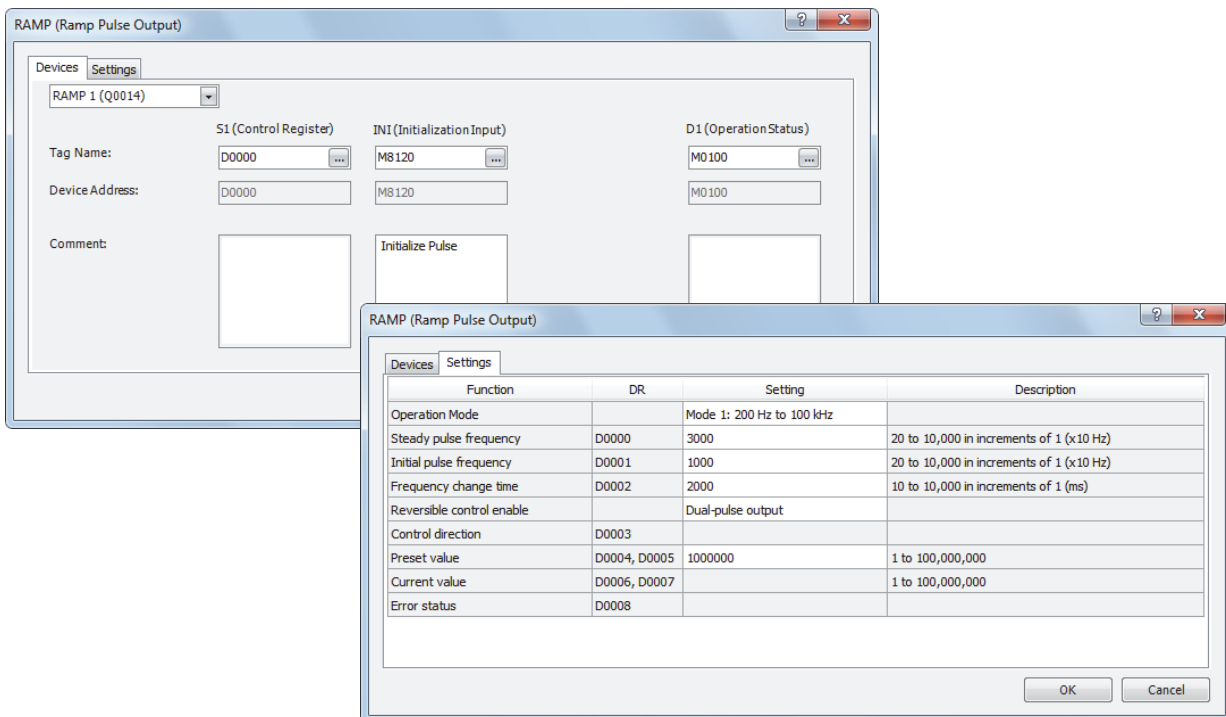 RAMP (Ramp Pulse Output)
?
Devices Settings
RAMP 1 (Q0014)
S1 (Control Register) INI (Initialization Input) D1 (Operation Status)
Tag Name: D0000 ... M8120 ... M0100 ...
Device Address: D0000 M8120 M0100
Comment: Initialize Pulse
RAMP (Ramp Pulse Output)
?
Devices Settings
Function DR Setting Description
Operation Mode Mode 1: 200 Hz to 100 kHz
Steady pulse frequency D0000 3000 20 to 10,000 in increments of 1 (x10 Hz)
Initial pulse frequency D0001 1000 20 to 10,000 in increments of 1 (x10 Hz)
Frequency change time D0002 2000 10 to 10,000 in increments of 1 (ms)
Reversible control enable Dual-pulse output
Control direction D0003
Preset value D0004, D0005 1000000 1 to 100,000,000
Current value D0006, D0007 1 to 100,000,000
Error status D0008
OK Cancel